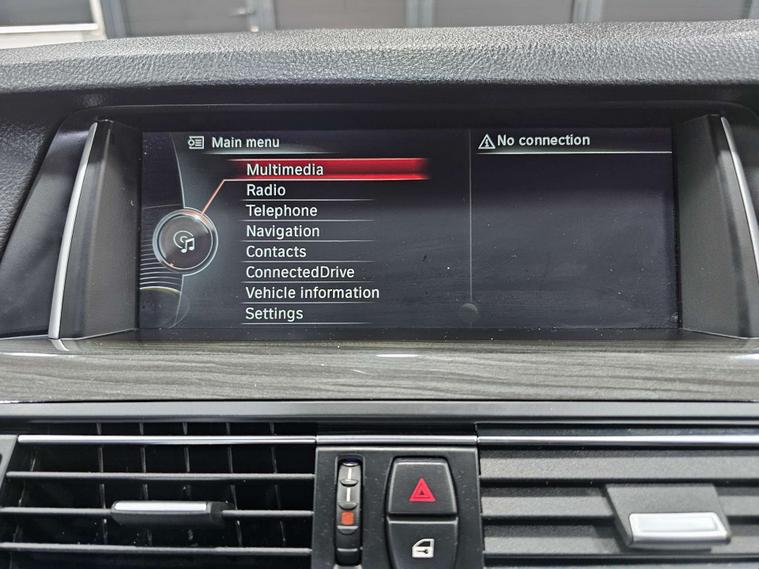 Main menu
No connection
Multimedia
Radio
Telephone
Navigation
Contacts
ConnectedDrive
Vehicle information
Settings